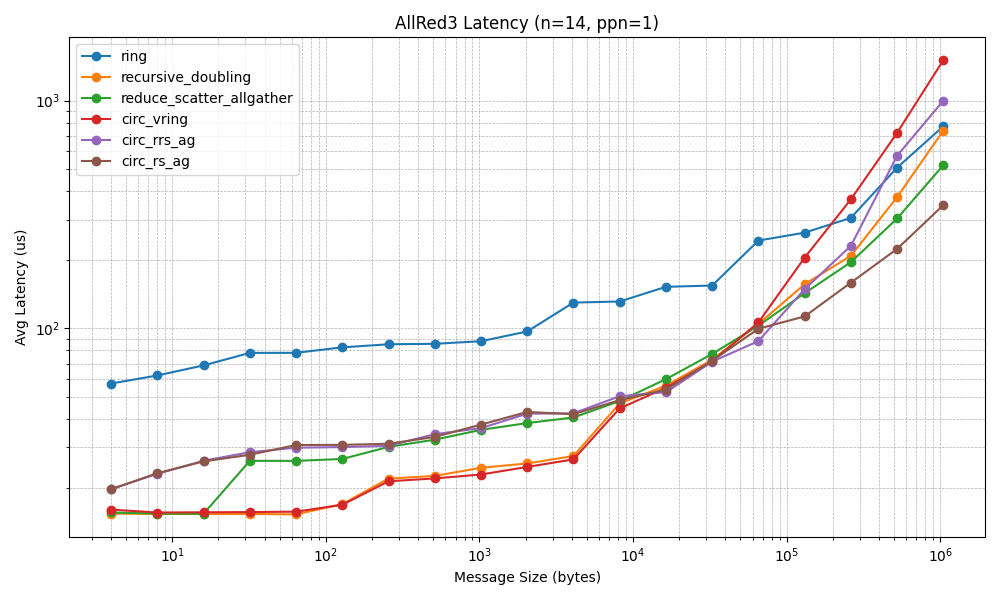 AllRed3 Latency (n=14, ppn=1)
ring
recursive_doubling
reduce_scatter_allgather
circ_vring
circ_rrs_ag
circ_rs_ag
Avg Latency (us)
10³
10²
10¹ 10² 10³ 10⁴ 10⁵ 10⁶
Message Size (bytes)